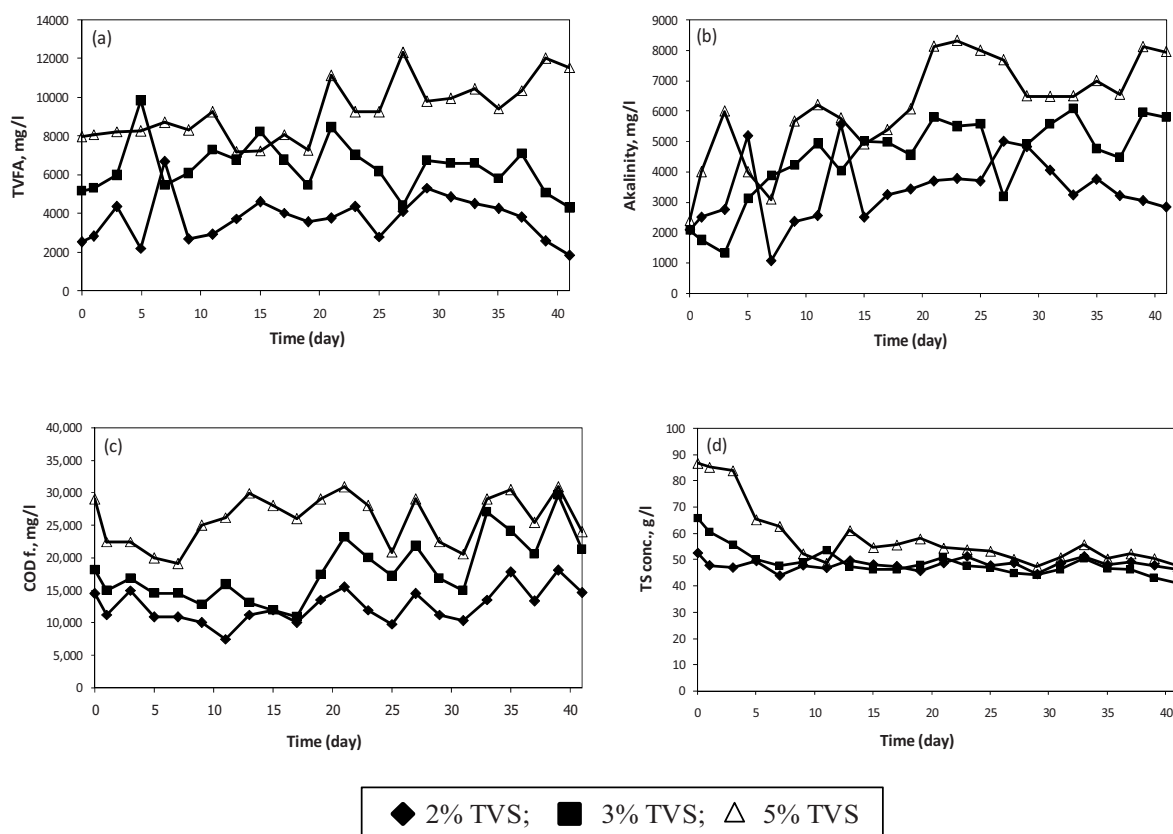 (a)
TVFA, mg/l
14000
12000
10000
8000
6000
4000
2000
0
0 5 10 15 20 25 30 35 40
Time (day)
(b)
Akalinity, mg/l
9000
8000
7000
6000
5000
4000
3000
2000
1000
0
0 5 10 15 20 25 30 35 40
Time (day)
(c)
COD f., mg/l
40,000
35,000
30,000
25,000
20,000
15,000
10,000
5,000
0
0 5 10 15 20 25 30 35 40
Time (day)
(d)
TS conc., g/l
100
90
80
70
60
50
40
30
20
10
0
0 5 10 15 20 25 30 35 40
Time (day)
2% TVS; 3% TVS; 5% TVS